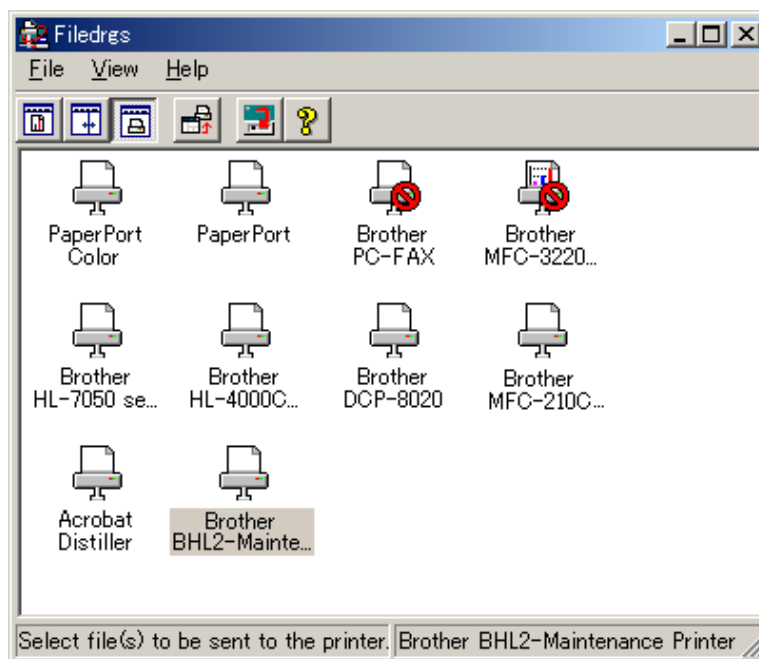 Filedrgs
File View Help
PaperPort Color
PaperPort
Brother PC-FAX
Brother MFC-3220...
Brother HL-7050 se...
Brother HL-4000C...
Brother DCP-8020
Brother MFC-210C...
Acrobat Distiller
Brother BHL2-Mainte...
Select file(s) to be sent to the printer. Brother BHL2-Maintenance Printer